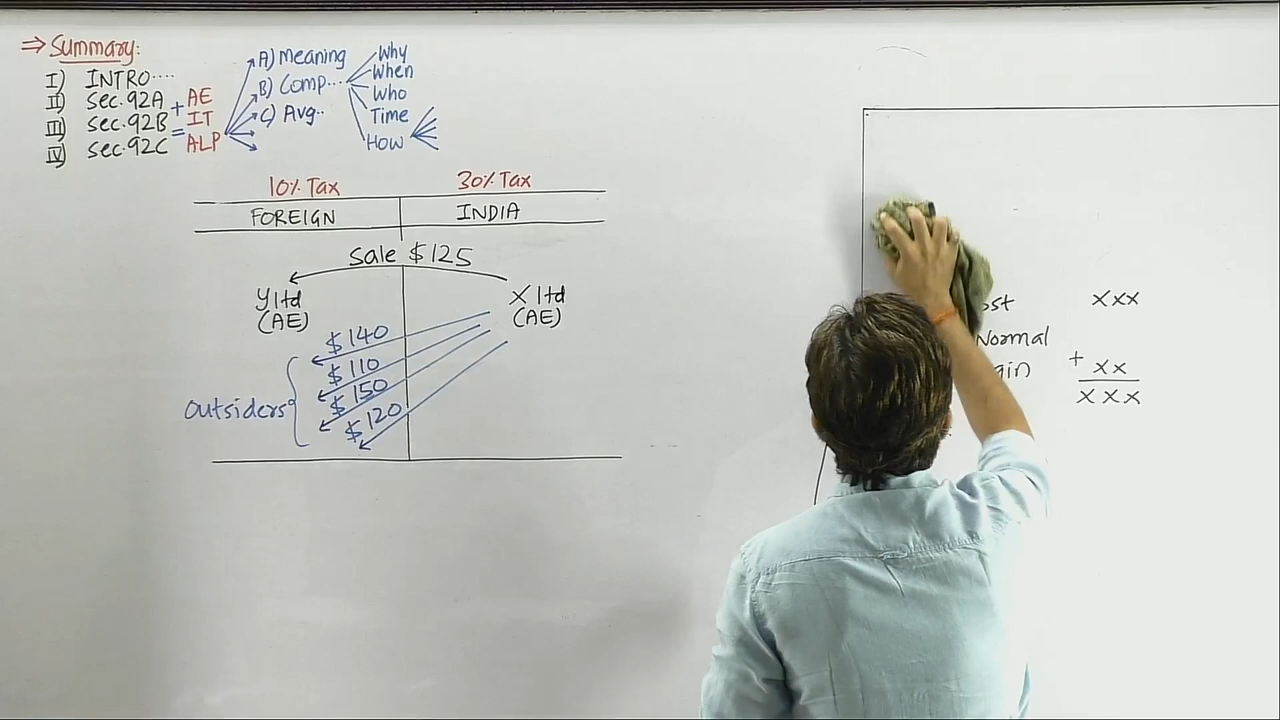 ⇒ Summary:
I) INTRO....
II) sec.92A + AE
III) sec.92B = IT
IV) sec.92C ALP
A) Meaning
B) Comp...
C) Avg..
Why
When
Who
Time
How
10% Tax 30% Tax
FOREIGN INDIA
Sale $125
Y ltd X ltd
(AE) (AE)
$140
$110
outsiders $150
$120
ost xxx
Normal
gin + xx
xxx